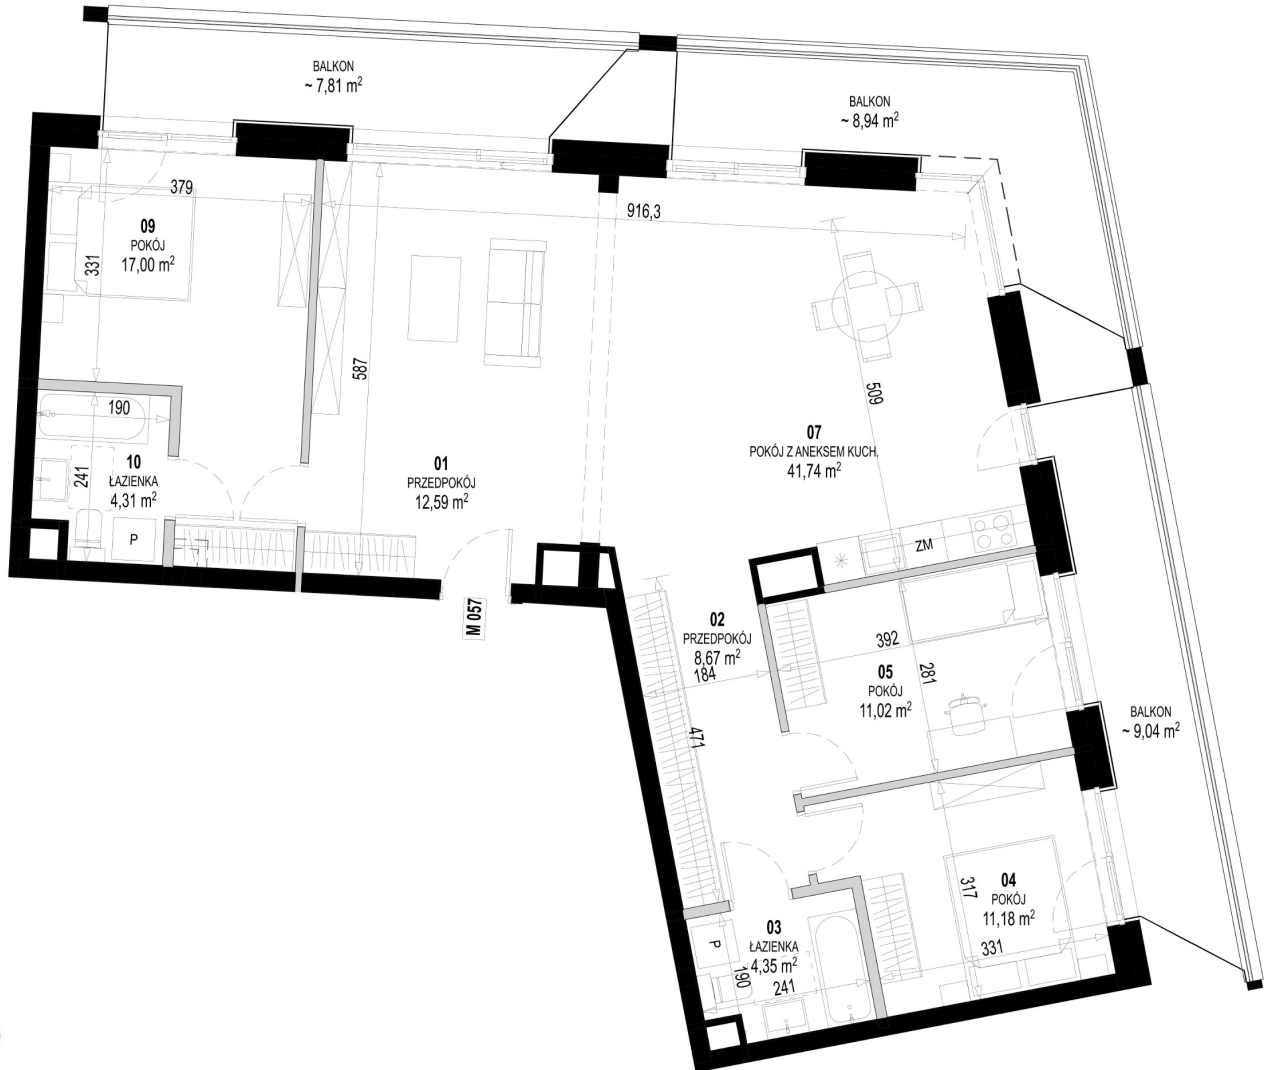 BALKON
~ 7,81 m²
BALKON
~ 8,94 m²
379
916,3
09
POKÓJ
17,00 m²
331
587
509
190
07
POKÓJ Z ANEKSEM KUCH.
41,74 m²
10
ŁAZIENKA
4,31 m²
241
01
PRZEDPOKÓJ
12,59 m²
P
ZM
M 057
02
PRZEDPOKÓJ
8,67 m²
184
392
281
05
POKÓJ
11,02 m²
471
BALKON
~ 9,04 m²
04
POKÓJ
11,18 m²
317
331
03
ŁAZIENKA
4,35 m²
P
190
241